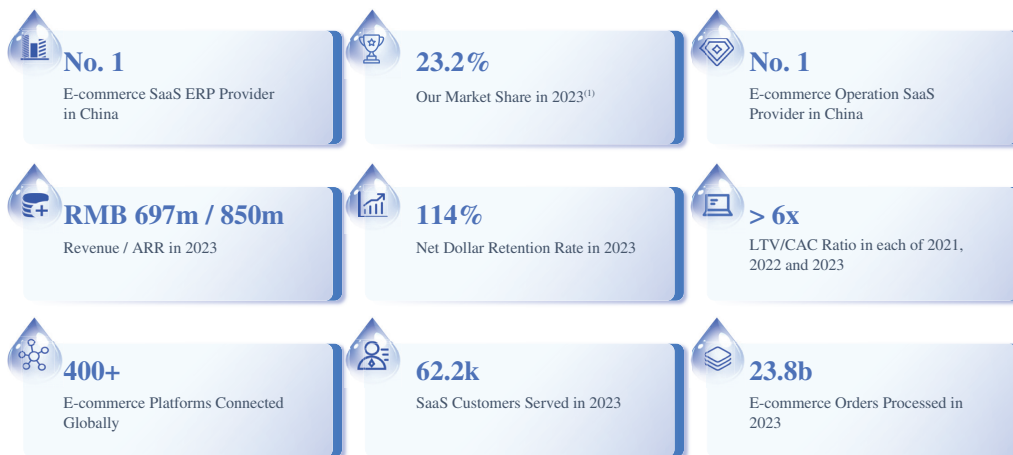 No. 1
E-commerce SaaS ERP Provider
in China
23.2%
Our Market Share in 2023(1)
No. 1
E-commerce Operation SaaS
Provider in China
RMB 697m / 850m
Revenue / ARR in 2023
114%
Net Dollar Retention Rate in 2023
> 6x
LTV/CAC Ratio in each of 2021,
2022 and 2023
400+
E-commerce Platforms Connected
Globally
62.2k
SaaS Customers Served in 2023
23.8b
E-commerce Orders Processed in
2023